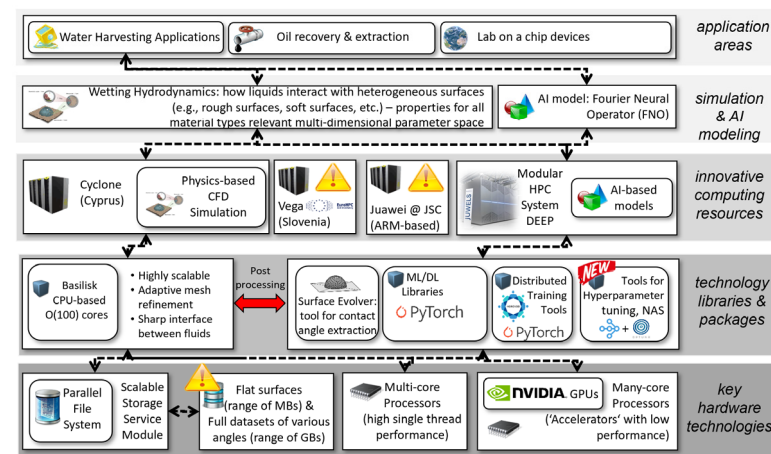 Water Harvesting Applications
Oil recovery & extraction
Lab on a chip devices
application
areas
Wetting Hydrodynamics: how liquids interact with heterogeneous surfaces
(e.g., rough surfaces, soft surfaces, etc.) – properties for all
material types relevant multi-dimensional parameter space
AI model: Fourier Neural
Operator (FNO)
simulation
& AI
modeling
Cyclone
(Cyprus)
Physics-based
CFD
Simulation
Vega
(Slovenia)
Juawei @ JSC
(ARM-based)
JUWELS
Modular
HPC
System
DEEP
AI-based
models
innovative
computing
resources
Basilisk
CPU-based
O(100) cores
• Highly scalable
• Adaptive mesh
refinement
• Sharp interface
between fluids
Post
processing
Surface Evolver:
tool for contact
angle extraction
ML/DL
Libraries
PyTorch
Distributed
Training
Tools
PyTorch
NEW
Tools for
Hyperparameter
tuning, NAS
+
technology
libraries &
packages
Parallel
File
System
Scalable
Storage
Service
Module
Flat surfaces
(range of MBs) &
Full datasets of various
angles (range of GBs)
Multi-core
Processors
(high single thread
performance)
NVIDIA. GPUs
Many-core
Processors
(‘Accelerators‘ with low
performance)
key
hardware
technologies